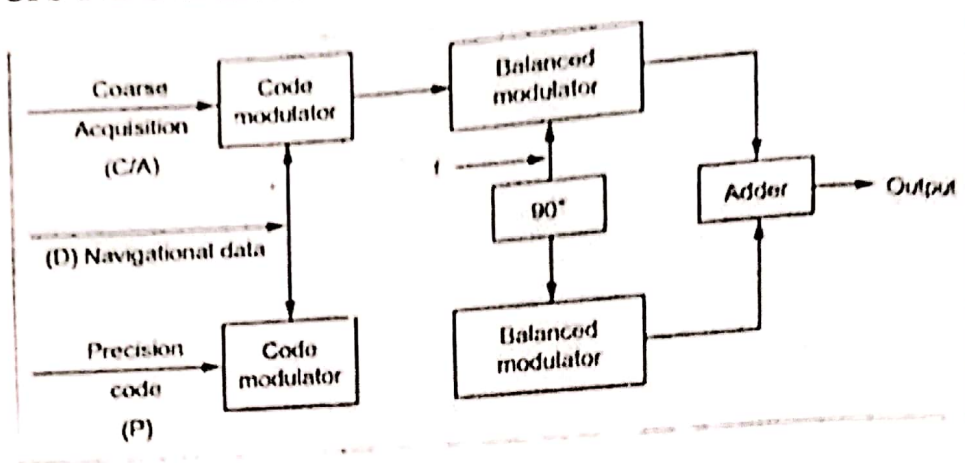 Coarse
Acquisition
(C/A)
Code
modulator
Balanced
modulator
f
90°
Adder
Output
(D) Navigational data
Precision
code
(P)
Code
modulator
Balanced
modulator